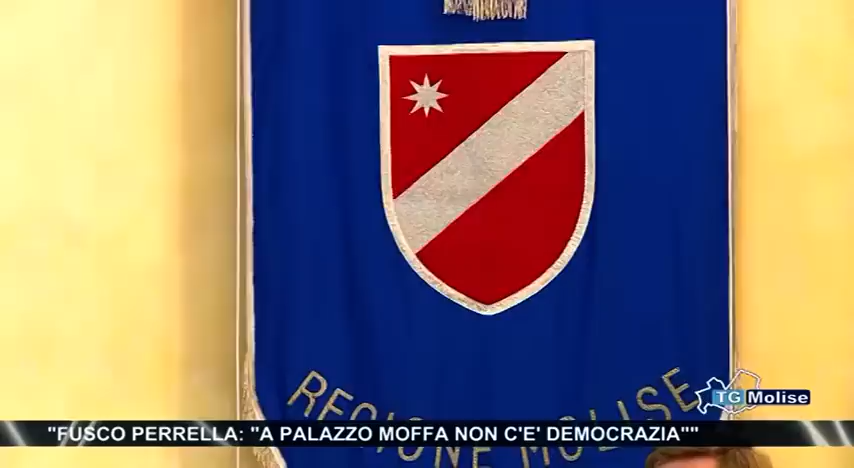 REGIONE MOLISE
TG Molise
"FUSCO PERRELLA: "A PALAZZO MOFFA NON C'E' DEMOCRAZIA""